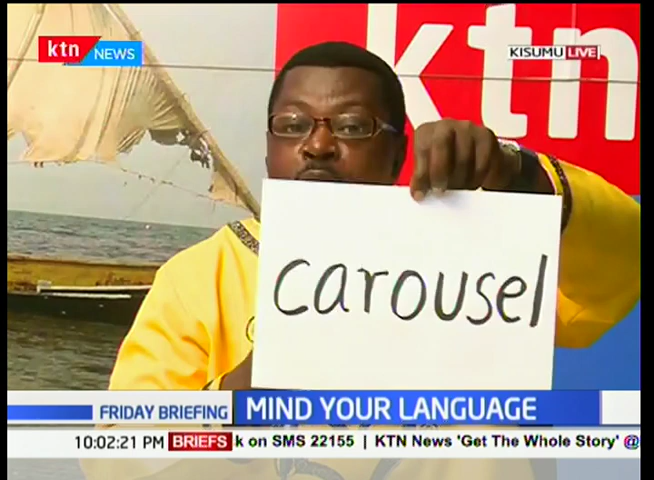 ktn NEWS
ktn
KISUMU LIVE
carousel
FRIDAY BRIEFING MIND YOUR LANGUAGE
10:02:21 PM BRIEFS k on SMS 22155 | KTN News 'Get The Whole Story' @